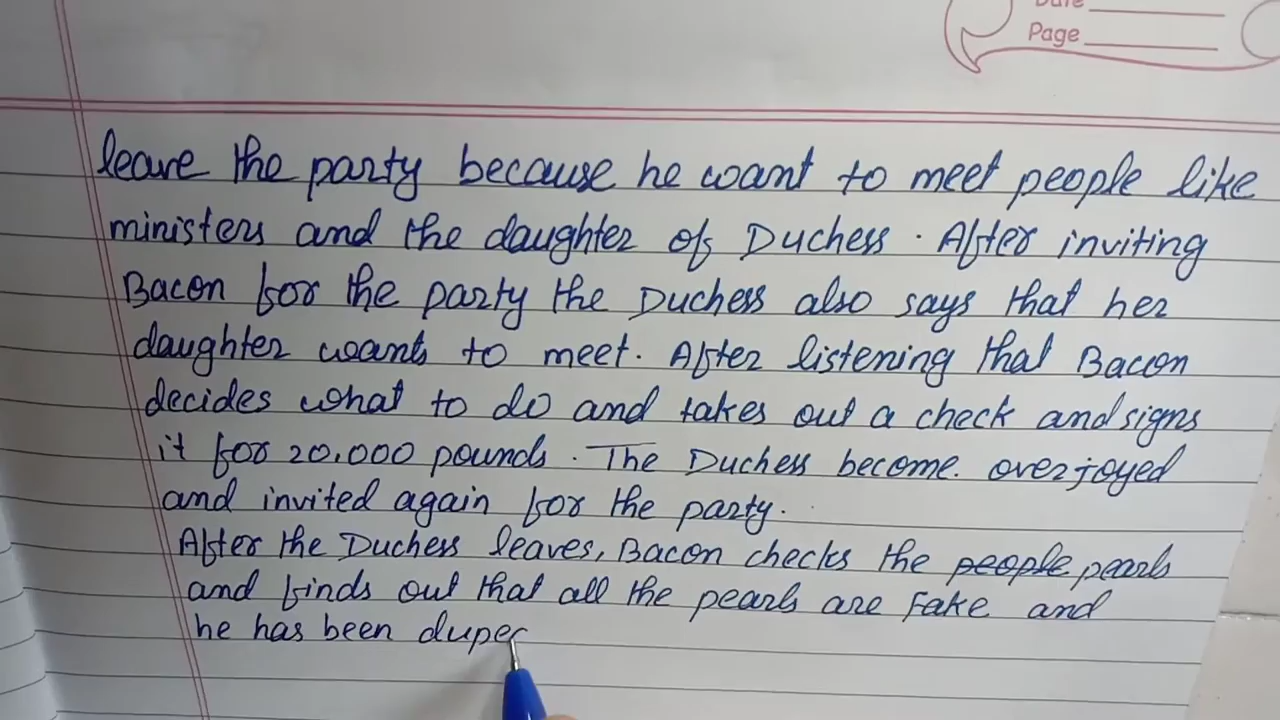 Date
Page
leave the party because he want to meet people like
ministers and the daughter of Duchess. After inviting
Bacon for the party the Duchess also says that her
daughter wants to meet. After listening that Bacon
decides what to do and takes out a check and signs
it for 20,000 pounds. The Duchess become. overjoyed
and invited again for the party.
After the Duchess leaves, Bacon checks the people pearls
and finds out that all the pearls are Fake and
he has been dupe